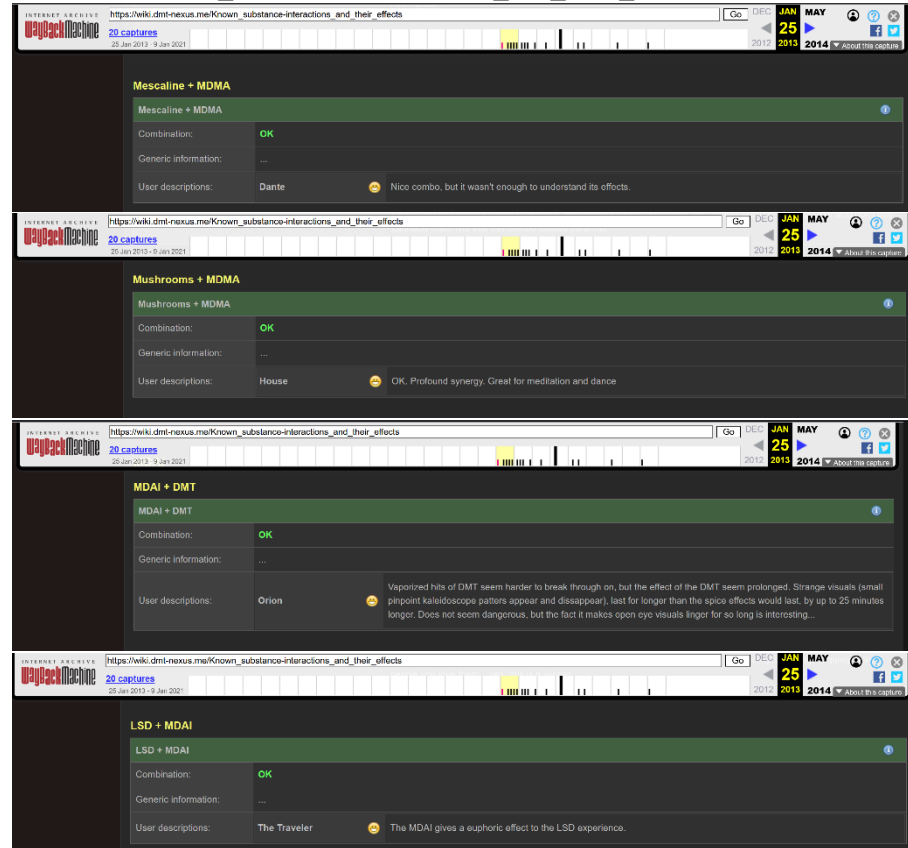 INTERNET ARCHIVE
WayBackMachine
https://wiki.dmt-nexus.me/Known_substance-interactions_and_their_effects
Go
DEC JAN MAY
20 captures
25
25 Jan 2013 - 9 Jan 2021
2012 2013 2014 ▼ About this capture
Mescaline + MDMA
Mescaline + MDMA
Combination: OK
Generic information: ...
User descriptions: Dante Nice combo, but it wasn't enough to understand its effects.
INTERNET ARCHIVE
WayBackMachine
https://wiki.dmt-nexus.me/Known_substance-interactions_and_their_effects
Go
DEC JAN MAY
20 captures
25
25 Jan 2013 - 9 Jan 2021
2012 2013 2014 ▼ About this capture
Mushrooms + MDMA
Mushrooms + MDMA
Combination: OK
Generic information: ...
User descriptions: House OK, Profound synergy. Great for meditation and dance
INTERNET ARCHIVE
WayBackMachine
https://wiki.dmt-nexus.me/Known_substance-interactions_and_their_effects
Go
DEC JAN MAY
20 captures
25
25 Jan 2013 - 9 Jan 2021
2012 2013 2014 ▼ About this capture
MDAI + DMT
MDAI + DMT
Combination: OK
Generic information: ...
Vaporized hits of DMT seem harder to break through on, but the effect of the DMT seem prolonged. Strange visuals (small
User descriptions: Orion pinpoint kaleidoscope patters appear and dissappear), last for longer than the spice effects would last, by up to 25 minutes
longer. Does not seem dangerous, but the fact it makes open eye visuals linger for so long is interesting...
INTERNET ARCHIVE
WayBackMachine
https://wiki.dmt-nexus.me/Known_substance-interactions_and_their_effects
Go
DEC JAN MAY
20 captures
25
25 Jan 2013 - 9 Jan 2021
2012 2013 2014 ▼ About this capture
LSD + MDAI
LSD + MDAI
Combination: OK
Generic information: ...
User descriptions: The Traveler The MDAI gives a euphoric effect to the LSD experience.